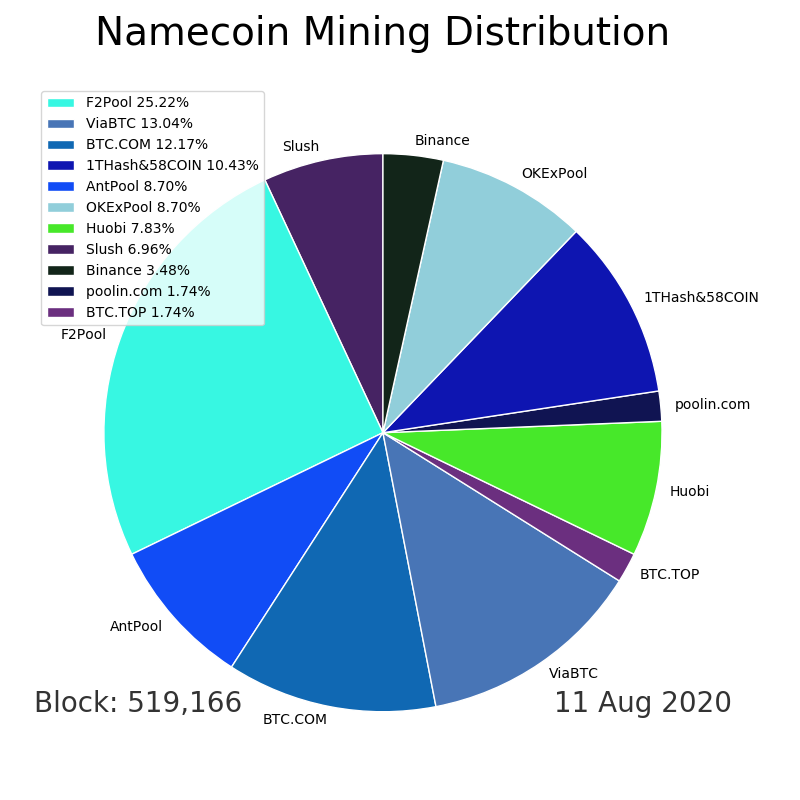 Namecoin Mining Distribution
F2Pool 25.22%
ViaBTC 13.04%
BTC.COM 12.17%
1THash&58COIN 10.43%
AntPool 8.70%
OKExPool 8.70%
Huobi 7.83%
Slush 6.96%
Binance 3.48%
poolin.com 1.74%
BTC.TOP 1.74%
Slush
Binance
OKExPool
1THash&58COIN
F2Pool
poolin.com
Huobi
BTC.TOP
AntPool
ViaBTC
BTC.COM
Block: 519,166
11 Aug 2020